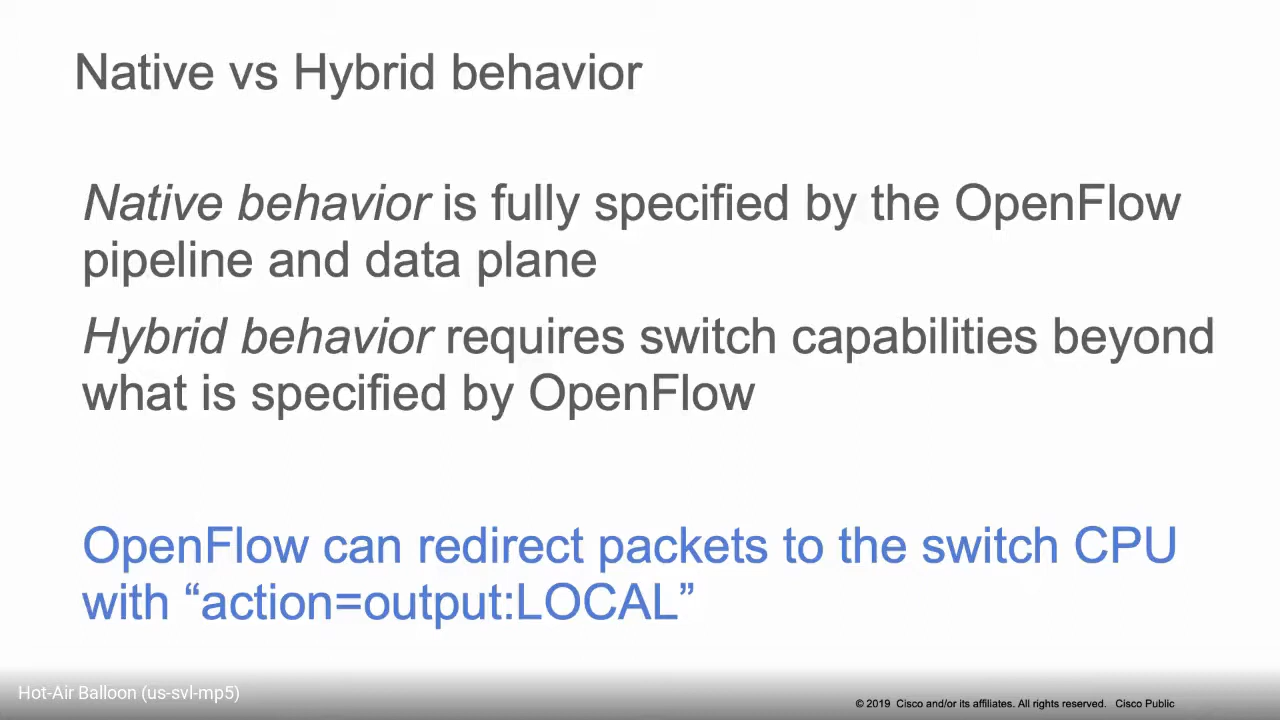 Native vs Hybrid behavior
Native behavior is fully specified by the OpenFlow
pipeline and data plane
Hybrid behavior requires switch capabilities beyond
what is specified by OpenFlow
OpenFlow can redirect packets to the switch CPU
with “action=output:LOCAL”
Hot-Air Balloon (us-svl-mp5)
© 2019 Cisco and/or its affiliates. All rights reserved. Cisco Public